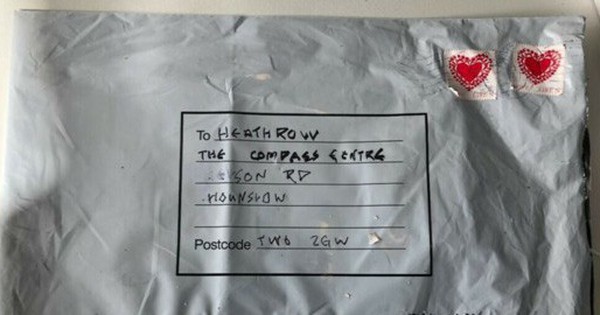 To HEATHROW
THE COMPASS CENTRE
RD
HOUNSLOW
Postcode TW6 2GW